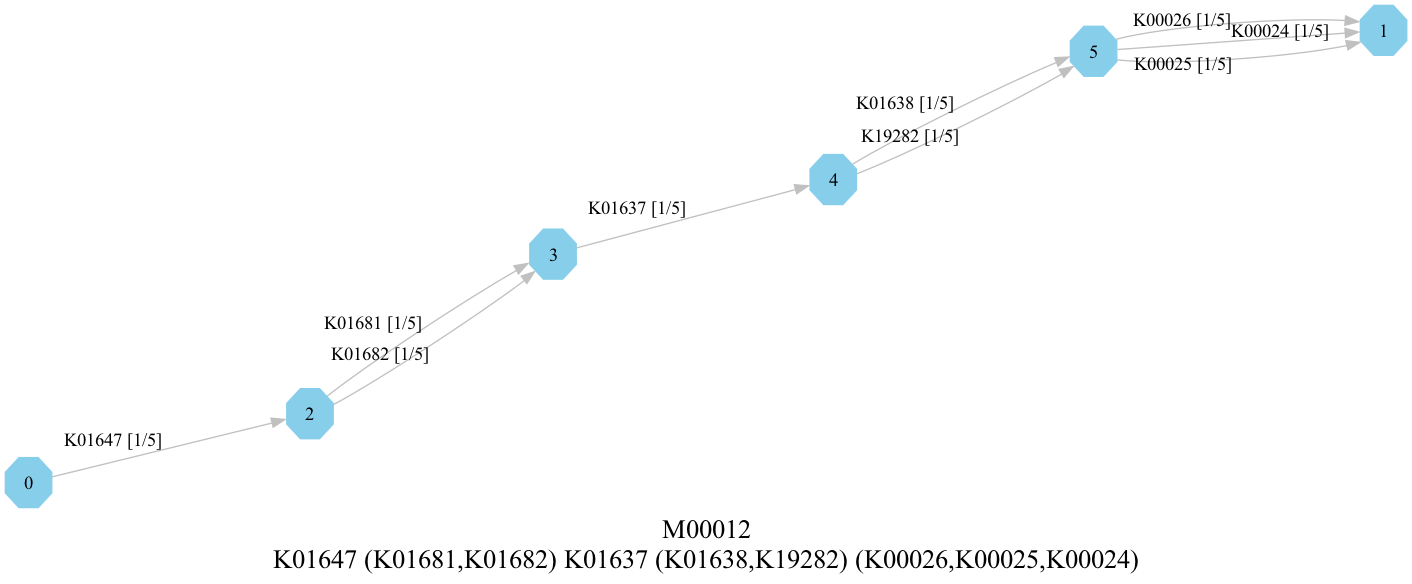 K00026 [1/5]
K00024 [1/5]
1
5
K00025 [1/5]
K01638 [1/5]
K19282 [1/5]
4
K01637 [1/5]
3
K01681 [1/5]
K01682 [1/5]
2
K01647 [1/5]
0
M00012
K01647 (K01681,K01682) K01637 (K01638,K19282) (K00026,K00025,K00024)